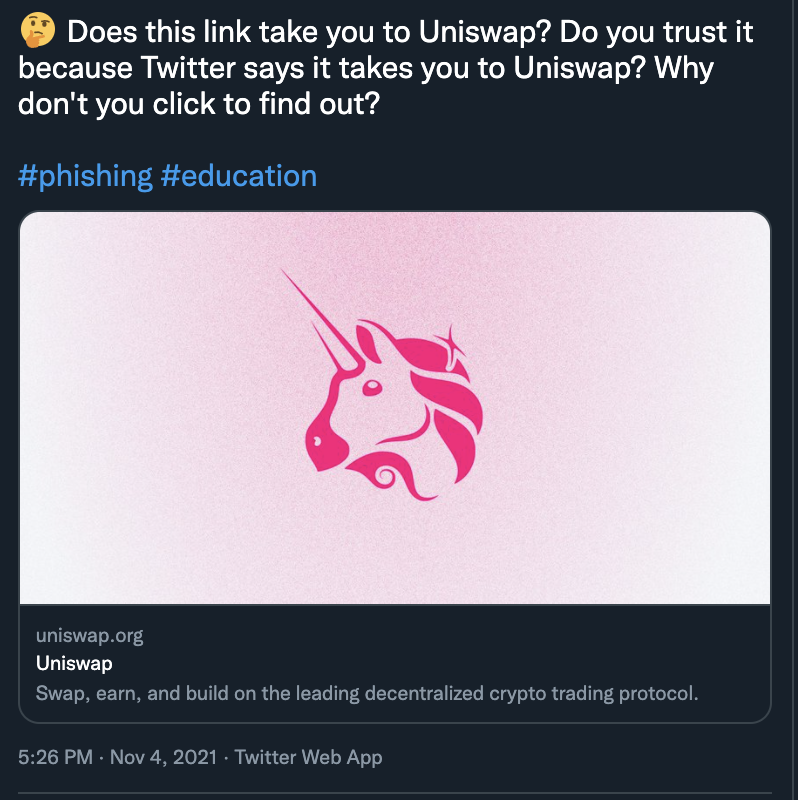 🤔 Does this link take you to Uniswap? Do you trust it
because Twitter says it takes you to Uniswap? Why
don't you click to find out?
#phishing #education
uniswap.org
Uniswap
Swap, earn, and build on the leading decentralized crypto trading protocol.
5:26 PM · Nov 4, 2021 · Twitter Web App